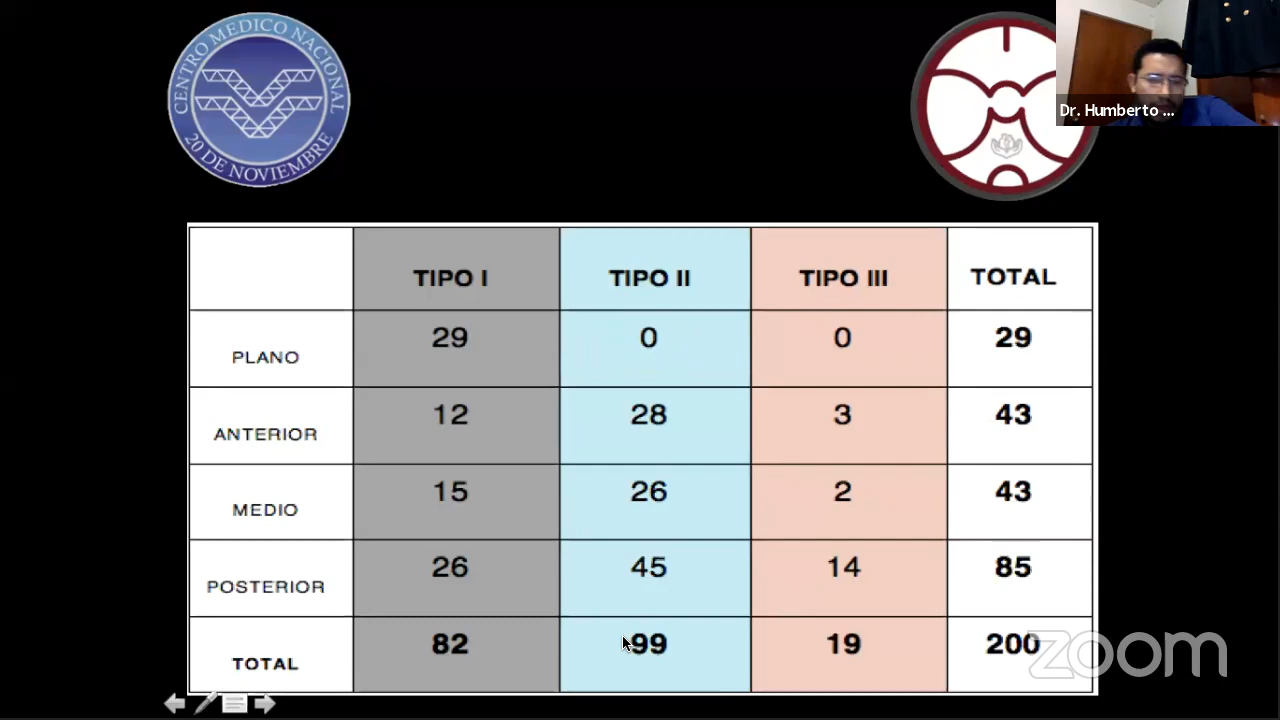 CENTRO MEDICO NACIONAL
20 DE NOVIEMBRE
Dr. Humberto ...
TIPO I TIPO II TIPO III TOTAL
PLANO 29 0 0 29
ANTERIOR 12 28 3 43
MEDIO 15 26 2 43
POSTERIOR 26 45 14 85
TOTAL 82 99 19 200
zoom